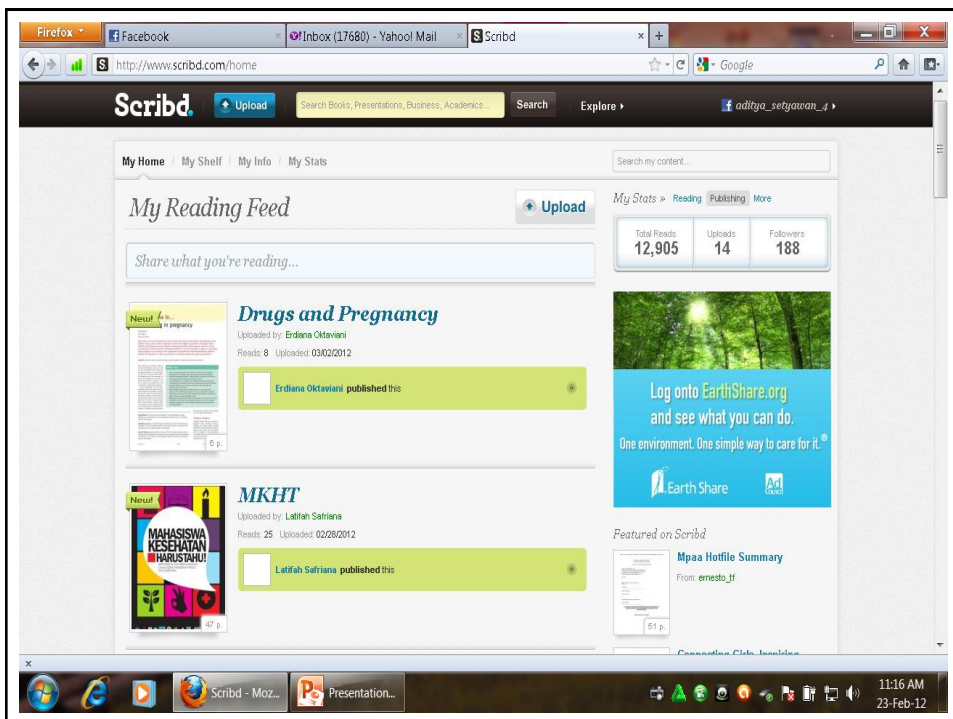 Firefox
Facebook
Inbox (17680) - Yahoo! Mail
Scribd
http://www.scribd.com/home
Google
Scribd.
Upload
Search Books, Presentations, Business, Academics...
Search
Explore
aditya_setyawan_4
My Home / My Shelf / My Info / My Stats
Search my content...
My Reading Feed
Upload
Share what you're reading...
New!
in pregnancy
6 p.
Drugs and Pregnancy
Uploaded by: Erdiana Oktaviani
Reads: 8 Uploaded: 03/02/2012
Erdiana Oktaviani published this
New!
MAHASISWA
KESEHATAN
HARUSTAHU!
47 p.
MKHT
Uploaded by: Latifah Safriana
Reads: 25 Uploaded: 02/28/2012
Latifah Safriana published this
My Stats » Reading Publishing More
Total Reads
12,905
Uploads
14
Followers
188
Log onto EarthShare.org
and see what you can do.
One environment. One simple way to care for it.®
Earth Share
Ad
Featured on Scribd
Mpaa Hotfile Summary
From: ernesto_tf
51 p.
Connecting Girls, Inspiring
x
Scribd - Moz...
Presentation...
11:16 AM
23-Feb-12